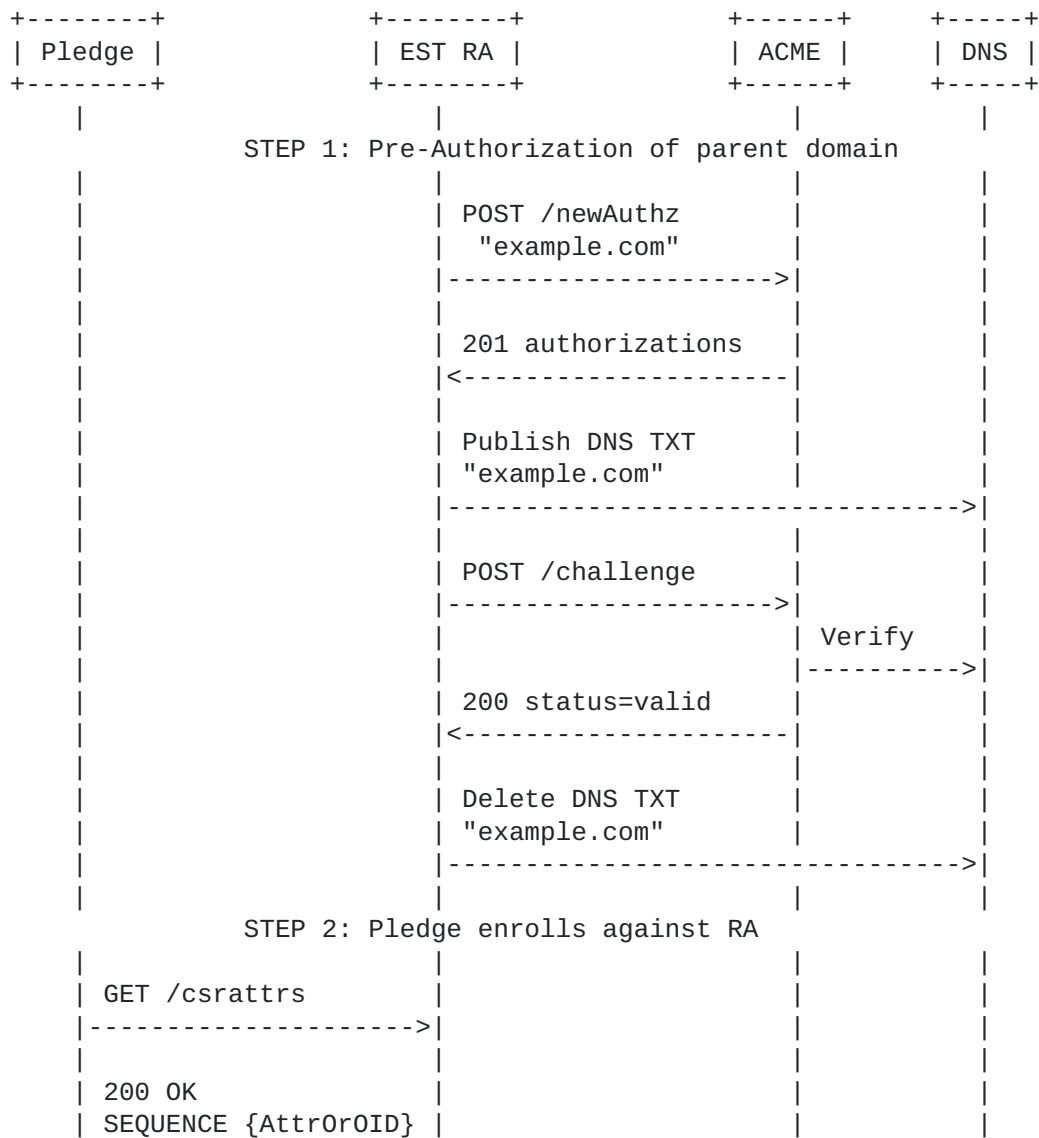 Pledge EST RA ACME DNS
STEP 1: Pre-Authorization of parent domain
POST /newAuthz
"example.com"
201 authorizations
Publish DNS TXT
"example.com"
POST /challenge
Verify
200 status=valid
Delete DNS TXT
"example.com"
STEP 2: Pledge enrolls against RA
GET /csrattrs
200 OK
SEQUENCE {AttrOrOID}